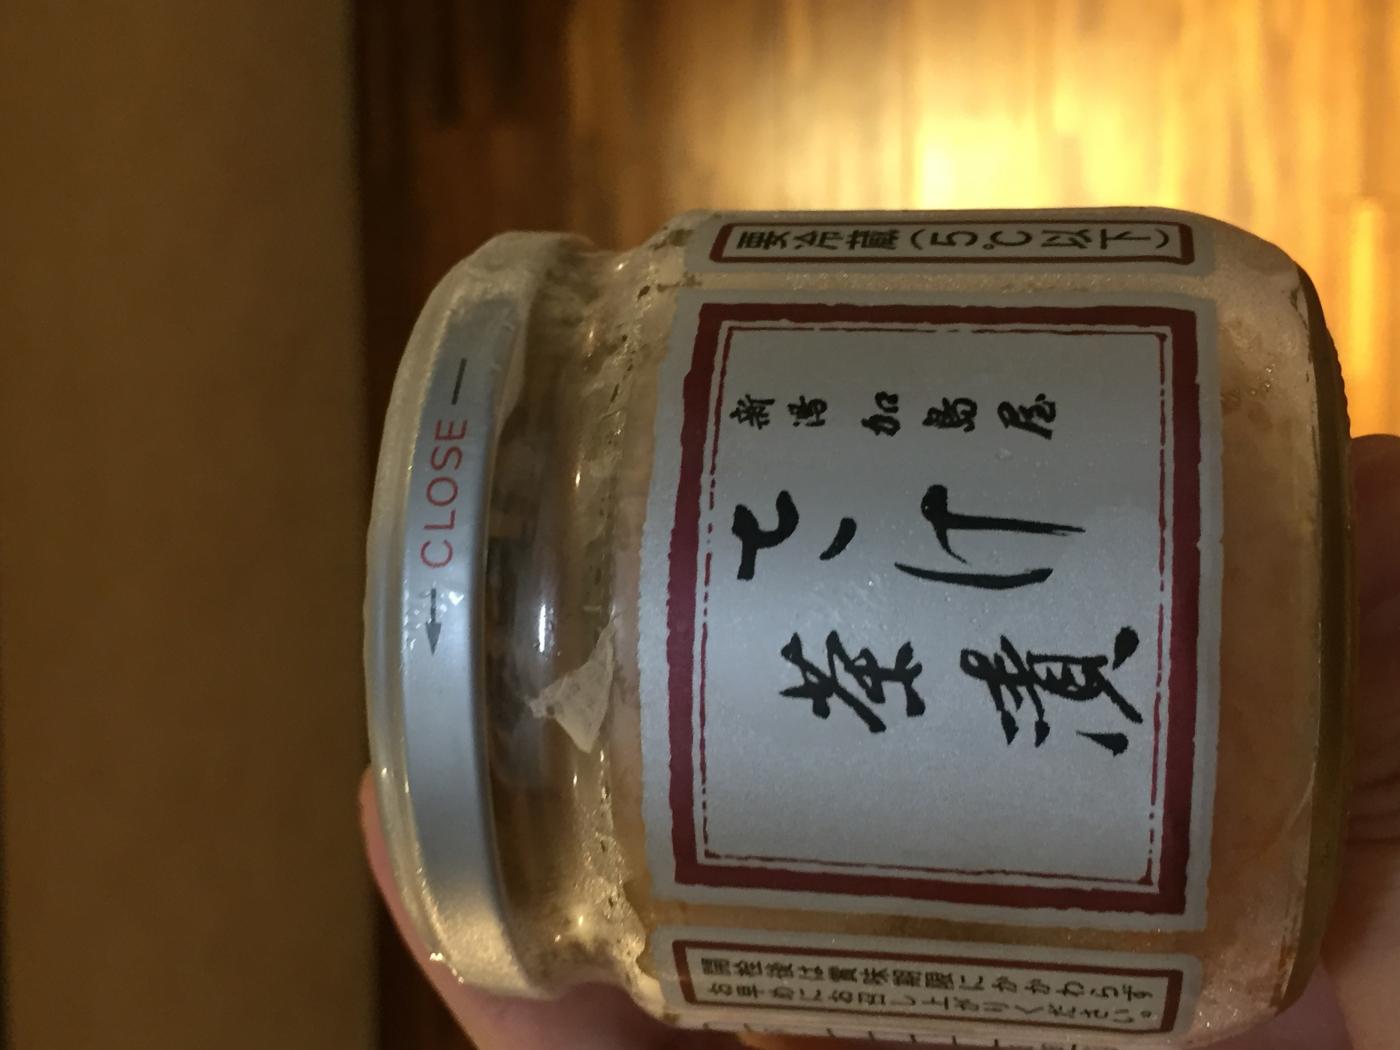 CLOSE
要冷蔵(5℃以下)
新潟 加島屋
さけ
茶漬
開栓後は賞味期限にかかわらず
お早めにお召し上がりください。